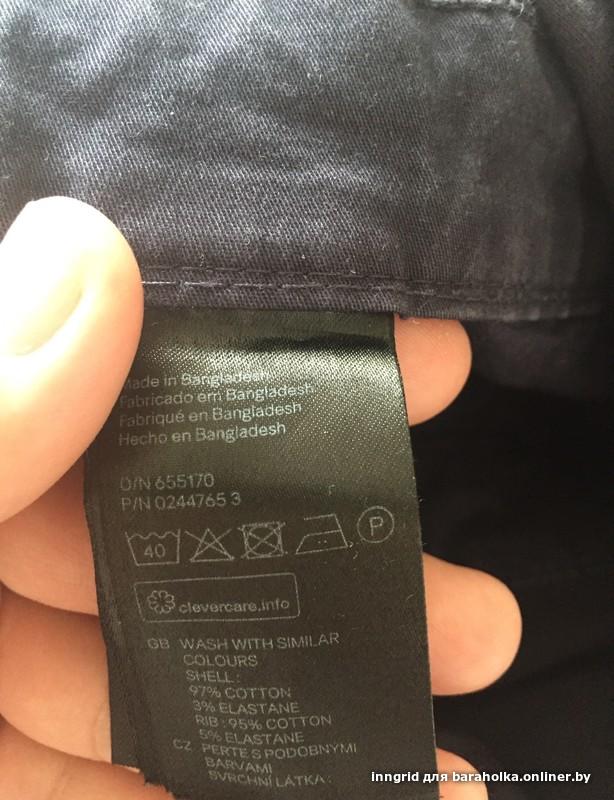 Made in Bangladesh
Fabricado em Bangladesh
Fabriqué en Bangladesh
Hecho en Bangladesh
O/N 655170
P/N 0244765 3
40
P
clevercare.info
GB WASH WITH SIMILAR
COLOURS
SHELL:
97% COTTON
3% ELASTANE
RIB: 95% COTTON
5% ELASTANE
CZ PERTE S PODOBNYMI
BARVAMI
SVRCHNÍ LÁTKA:
inngrid для baraholka.onliner.by